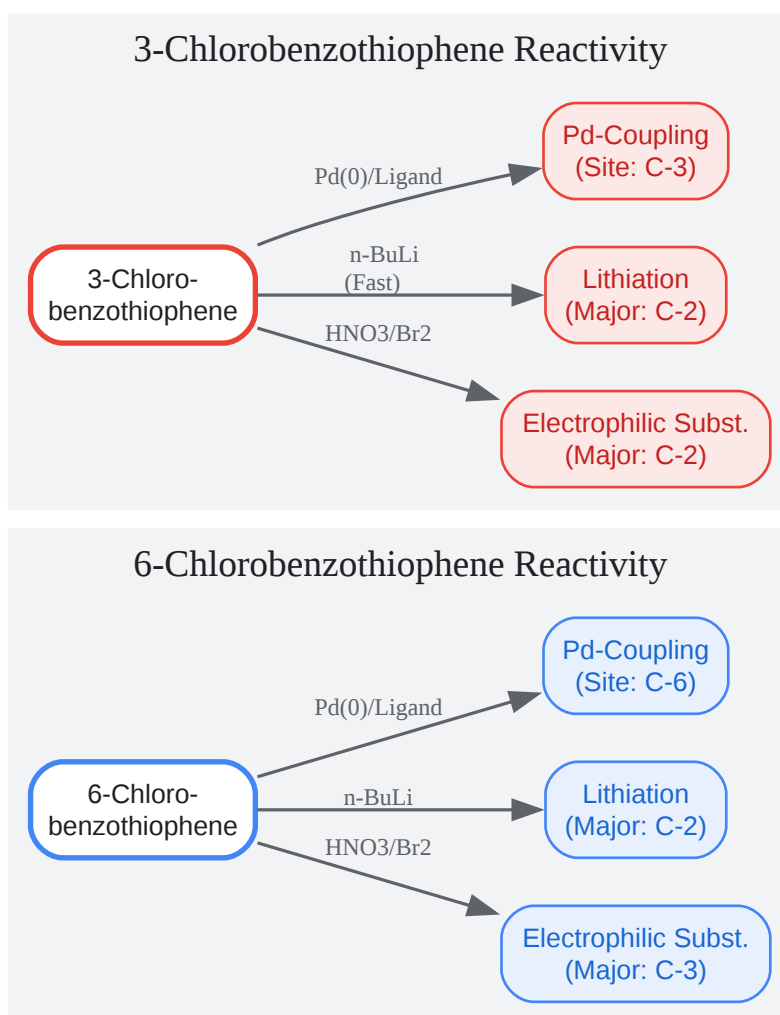 3-Chlorobenzothiophene Reactivity
Pd-Coupling
(Site: C-3)
Pd(0)/Ligand
3-Chloro-
benzothiophene
n-BuLi
(Fast)
Lithiation
(Major: C-2)
HNO3/Br2
Electrophilic Subst.
(Major: C-2)
6-Chlorobenzothiophene Reactivity
Pd-Coupling
(Site: C-6)
Pd(0)/Ligand
6-Chloro-
benzothiophene
n-BuLi
Lithiation
(Major: C-2)
HNO3/Br2
Electrophilic Subst.
(Major: C-3)